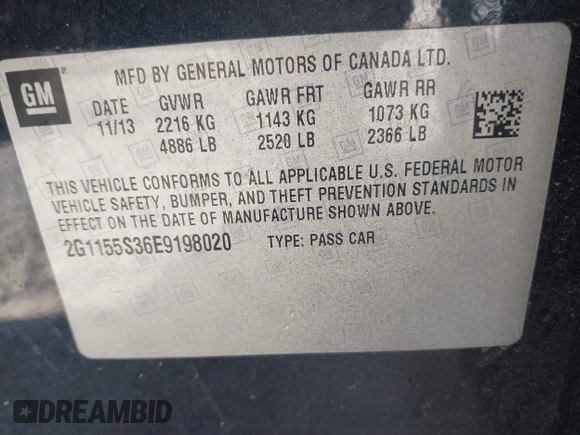 GM ®
MFD BY GENERAL MOTORS OF CANADA LTD.
DATE GVWR GAWR FRT GAWR RR
11/13 2216 KG 1143 KG 1073 KG
4886 LB 2520 LB 2366 LB
THIS VEHICLE CONFORMS TO ALL APPLICABLE U.S. FEDERAL MOTOR
VEHICLE SAFETY, BUMPER, AND THEFT PREVENTION STANDARDS IN
EFFECT ON THE DATE OF MANUFACTURE SHOWN ABOVE.
2G1155S36E9198020 TYPE: PASS CAR
DREAMBID